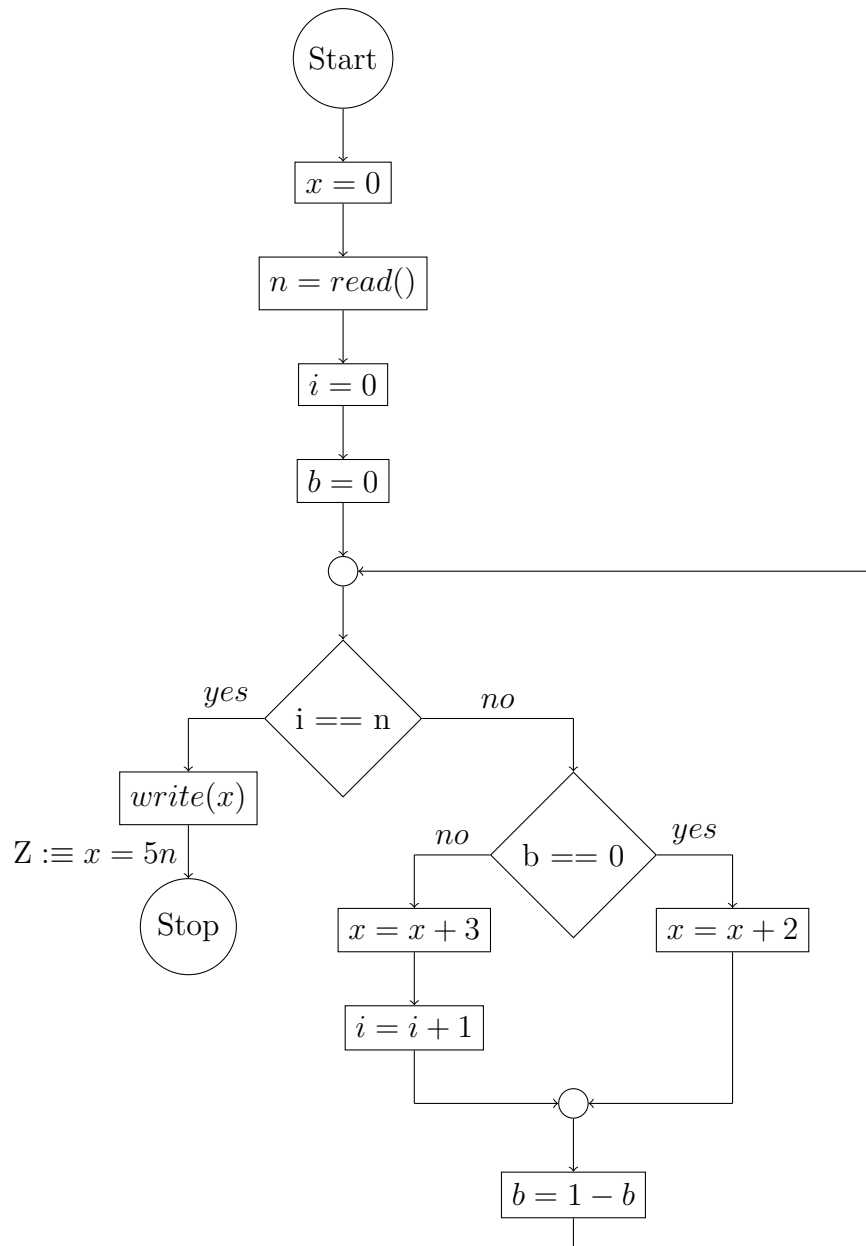 Start
x = 0
n = read()
i = 0
b = 0
i == n
yes
no
write(x)
Z :≡ x = 5n
Stop
b == 0
no
yes
x = x + 3
x = x + 2
i = i + 1
b = 1 − b